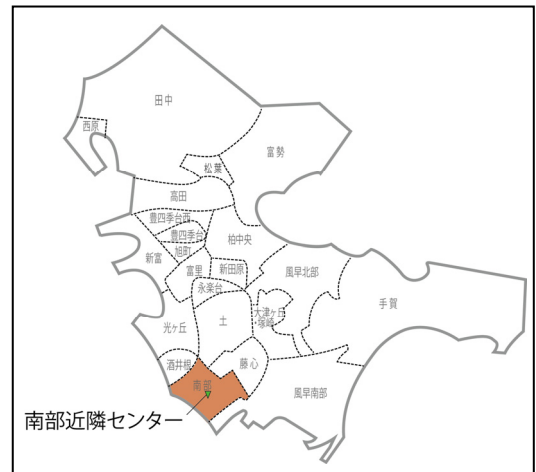 田中
西原
富勢
松葉
高田
豊四季台西
豊四季台
柏中央
旭町
新富
富里
新田原
風早北部
永楽台
手賀
大津ヶ丘
塚崎
光ヶ丘
土
酒井根
藤心
南部
風早南部
南部近隣センター